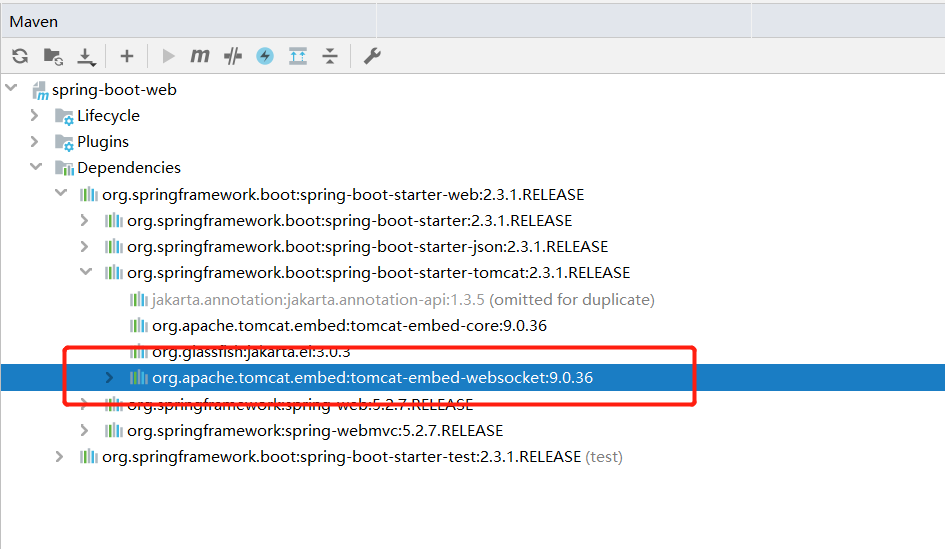 Maven
spring-boot-web
Lifecycle
Plugins
Dependencies
org.springframework.boot:spring-boot-starter-web:2.3.1.RELEASE
org.springframework.boot:spring-boot-starter:2.3.1.RELEASE
org.springframework.boot:spring-boot-starter-json:2.3.1.RELEASE
org.springframework.boot:spring-boot-starter-tomcat:2.3.1.RELEASE
jakarta.annotation:jakarta.annotation-api:1.3.5 (omitted for duplicate)
org.apache.tomcat.embed:tomcat-embed-core:9.0.36
org.glassfish:jakarta.el:3.0.3
org.apache.tomcat.embed:tomcat-embed-websocket:9.0.36
org.springframework:spring-web:5.2.7.RELEASE
org.springframework:spring-webmvc:5.2.7.RELEASE
org.springframework.boot:spring-boot-starter-test:2.3.1.RELEASE (test)